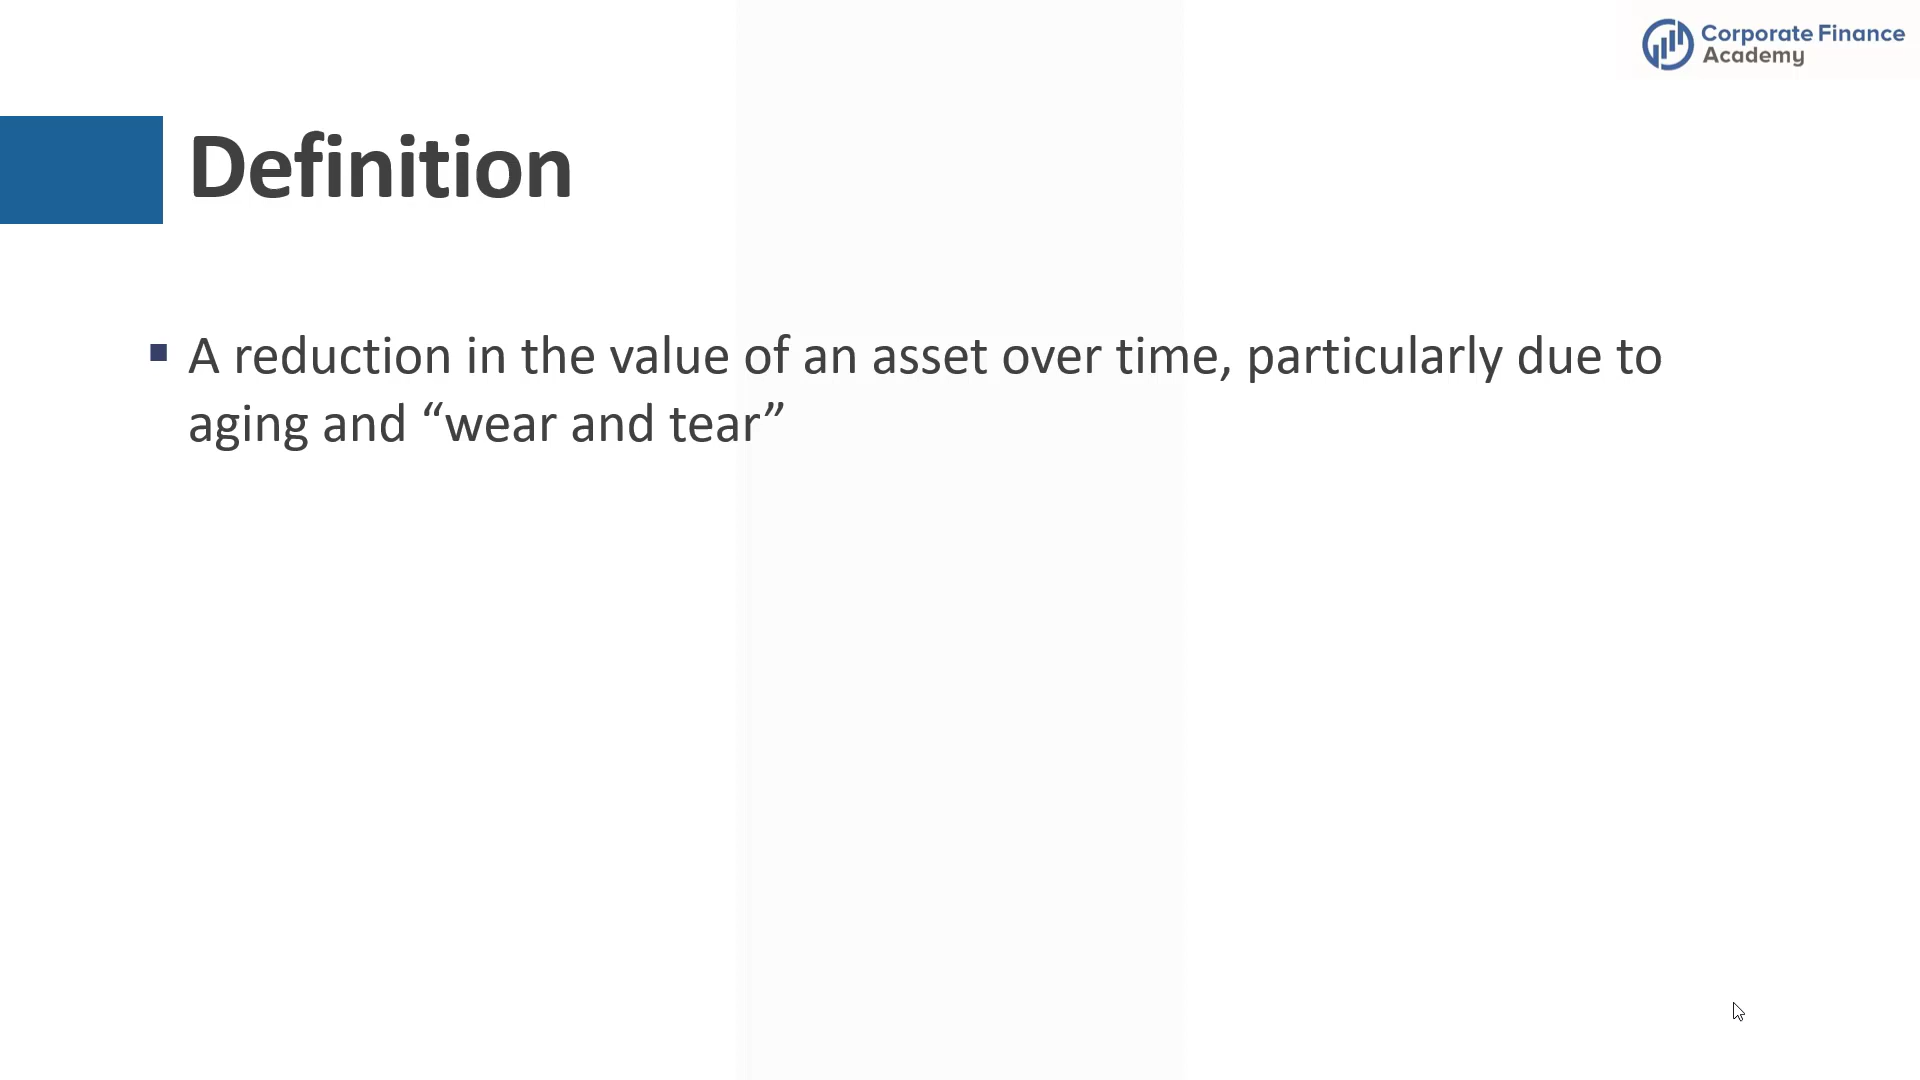 Corporate Finance
Academy
Definition
▪ A reduction in the value of an asset over time, particularly due to
aging and “wear and tear”